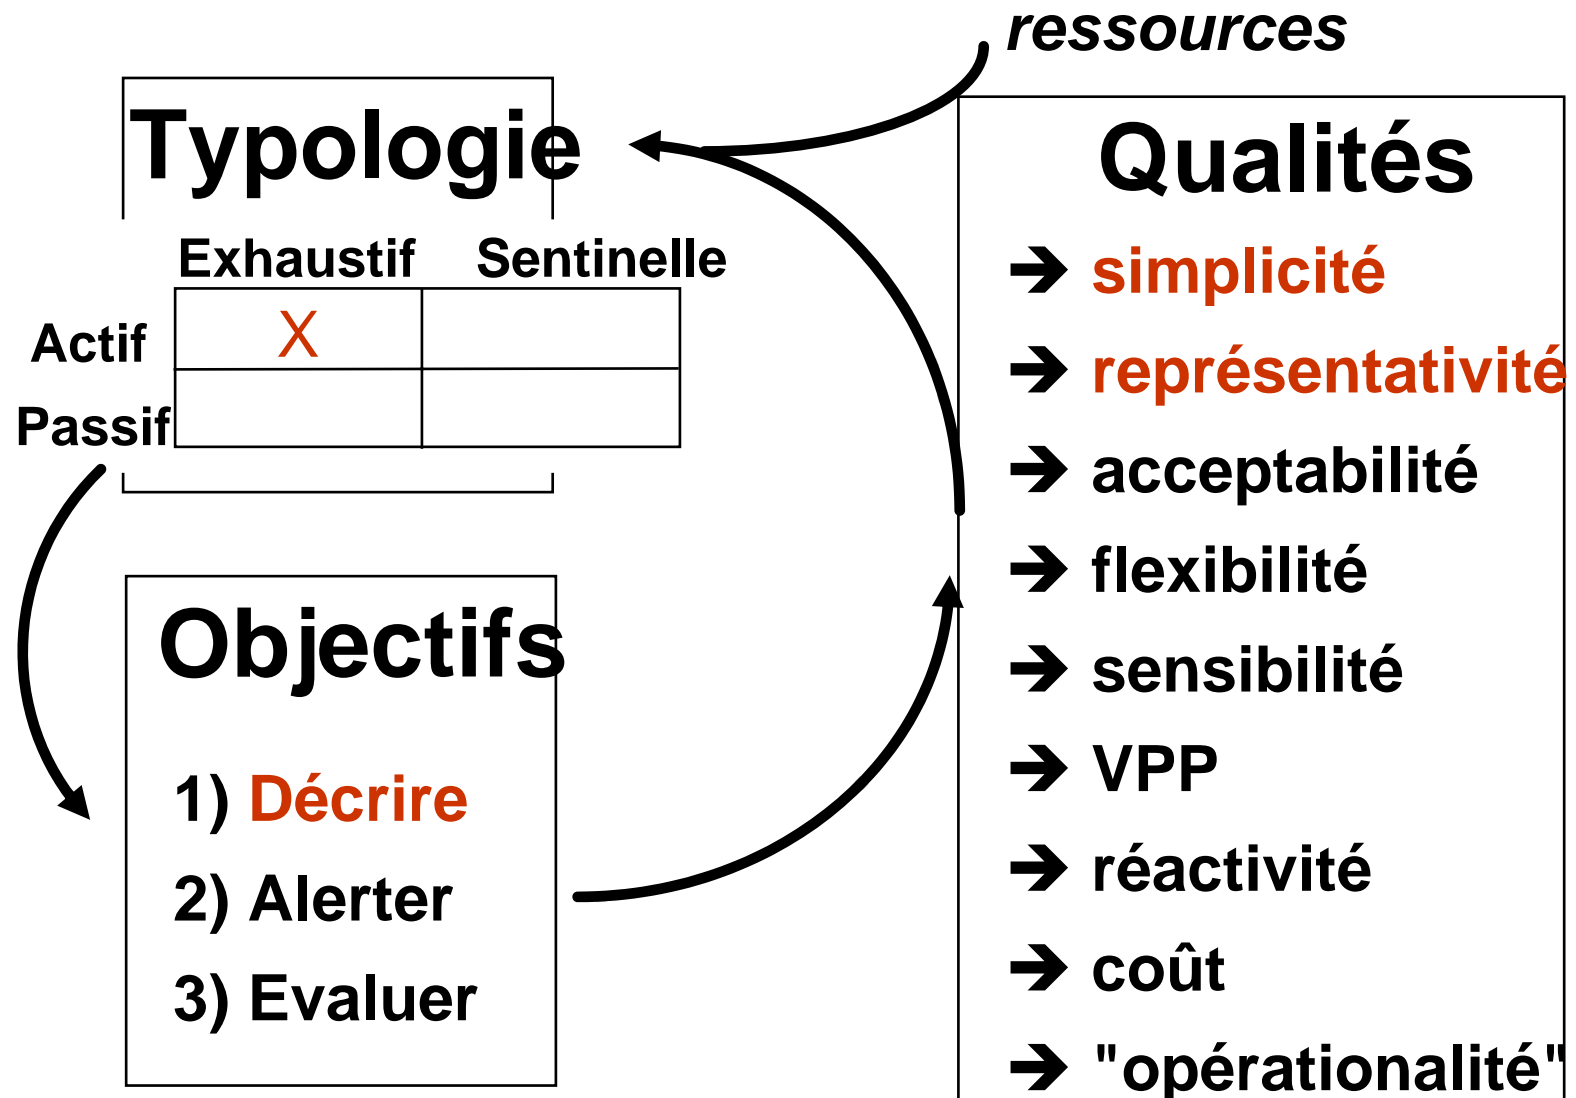 ressources
Typologie
Exhaustif Sentinelle
Actif X
Passif
Objectifs
1) Décrire
2) Alerter
3) Evaluer
Qualités
➔ simplicité
➔ représentativité
➔ acceptabilité
➔ flexibilité
➔ sensibilité
➔ VPP
➔ réactivité
➔ coût
➔ "opérationalité"